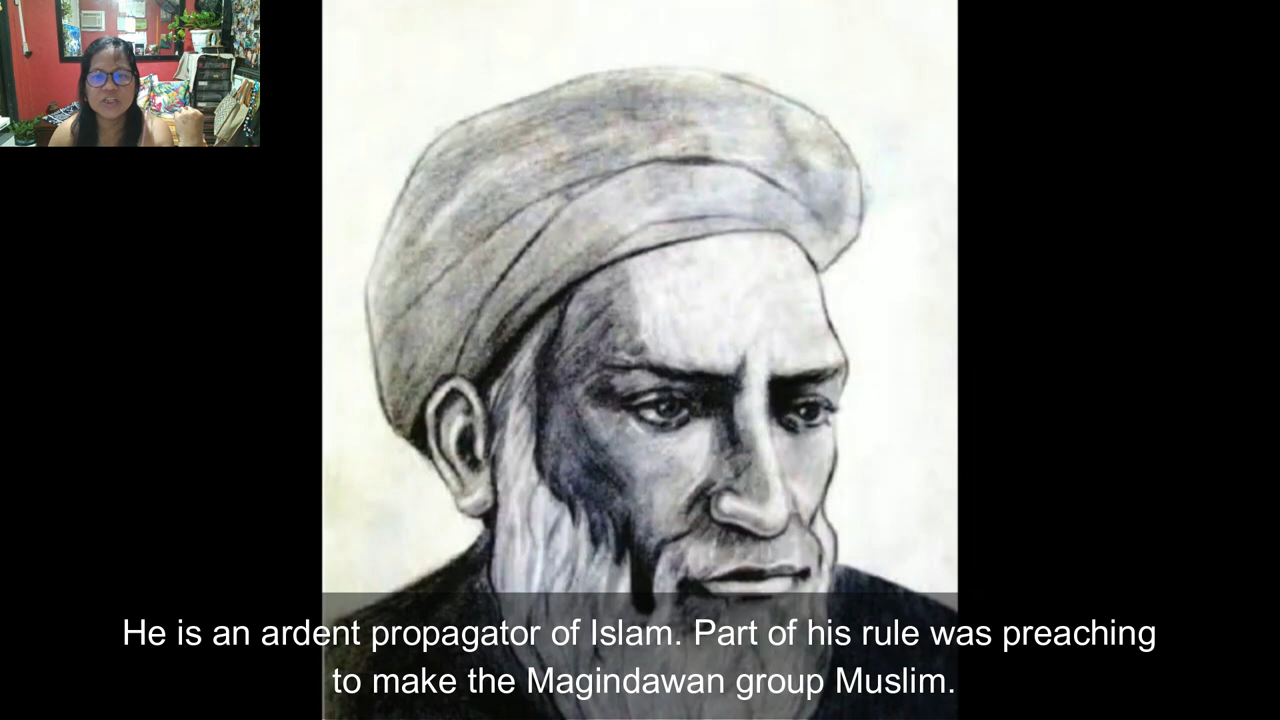 He is an ardent propagator of Islam. Part of his rule was preaching
to make the Magindawan group Muslim.